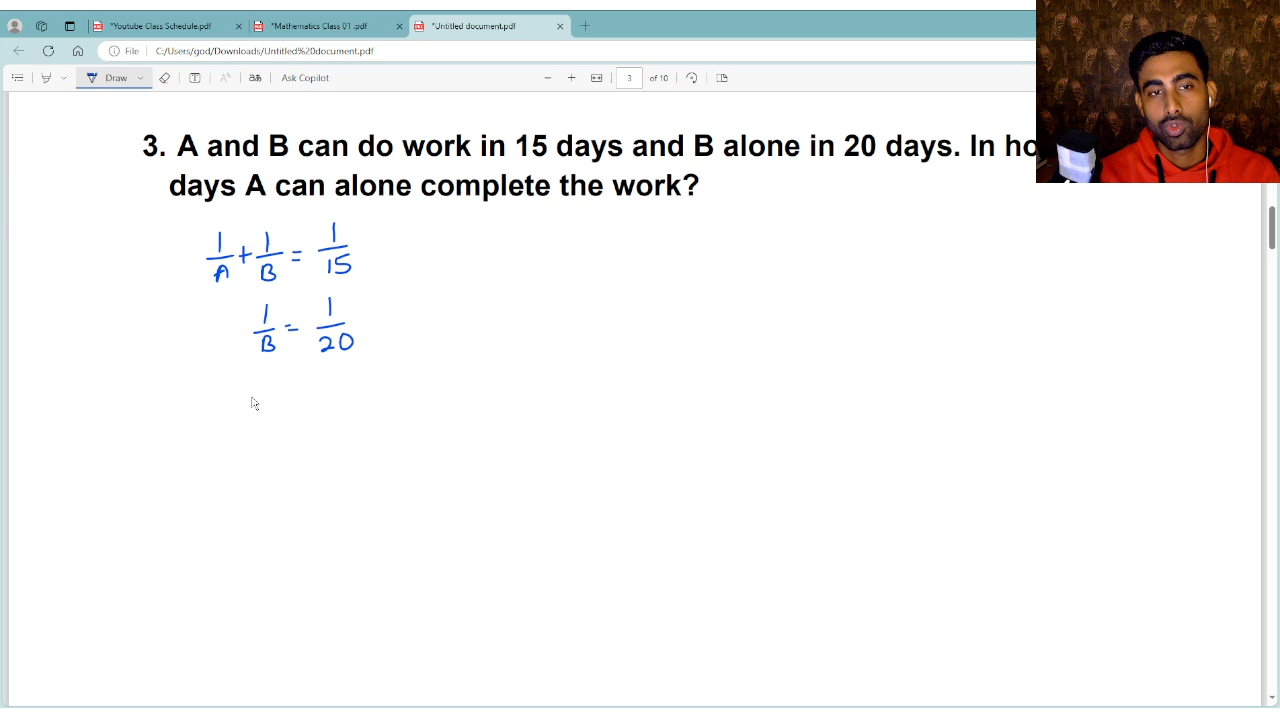 *Youtube Class Schedule.pdf
*Mathematics Class 01 .pdf
*Untitled document.pdf
File
C:/Users/god/Downloads/Untitled%20document.pdf
Draw
aあ
Ask Copilot
3 of 10
3. A and B can do work in 15 days and B alone in 20 days. In
days A can alone complete the work?
1/A + 1/B = 1/15
1/B = 1/20